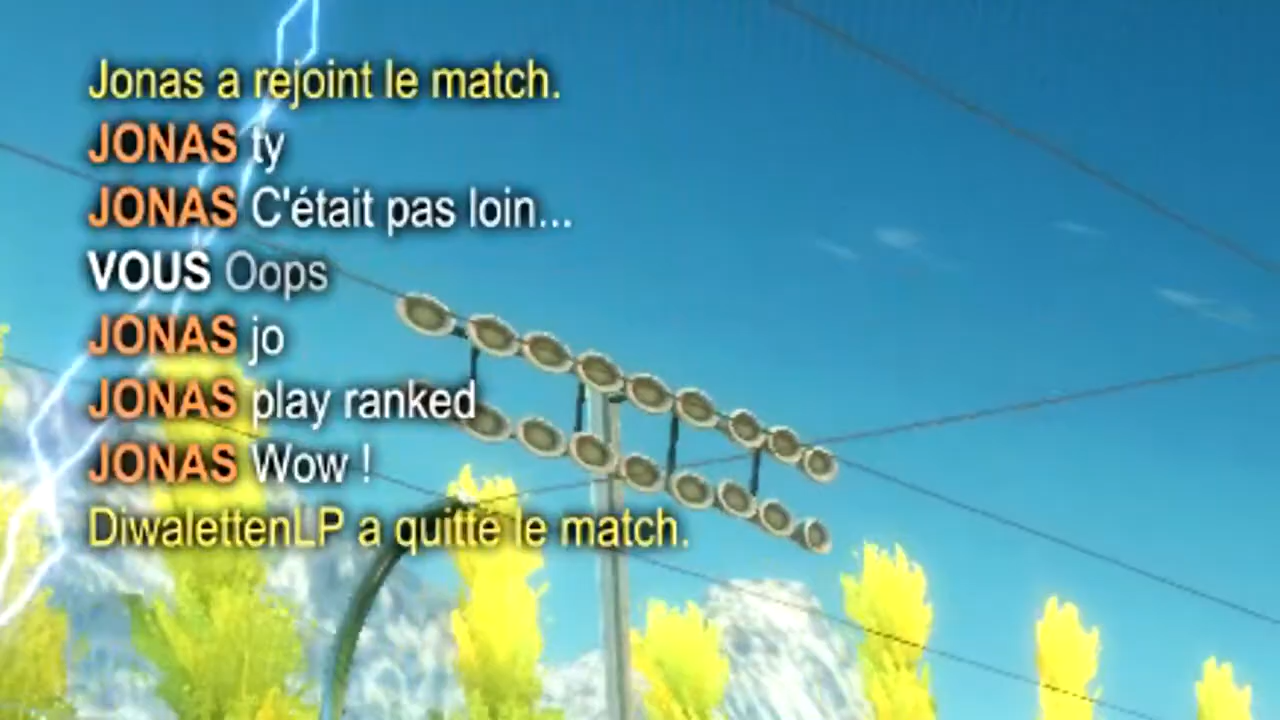 Jonas a rejoint le match.
JONAS ty
JONAS C'était pas loin...
VOUS Oops
JONAS jo
JONAS play ranked
JONAS Wow !
DiwalettenLP a quitté le match.